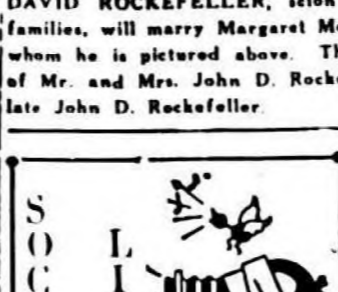 DAVID ROCKEFELLER, scion
families, will marry Margaret Mc
whom he is pictured above. Th
of Mr. and Mrs. John D. Rocke
late John D. Rockefeller.
S
O L
C I